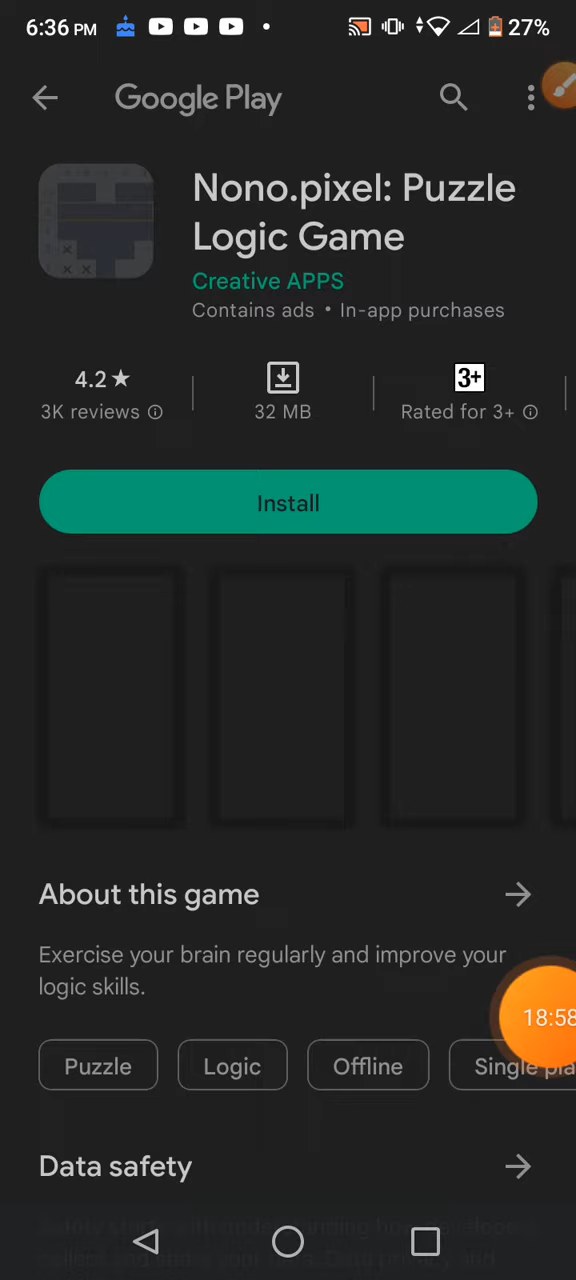 6:36 PM
27%
Google Play
Nono.pixel: Puzzle
Logic Game
Creative APPS
Contains ads • In-app purchases
4.2★
3K reviews
32 MB
3+
Rated for 3+
Install
About this game
Exercise your brain regularly and improve your
logic skills.
18:58
Puzzle
Logic
Offline
Single pla
Data safety